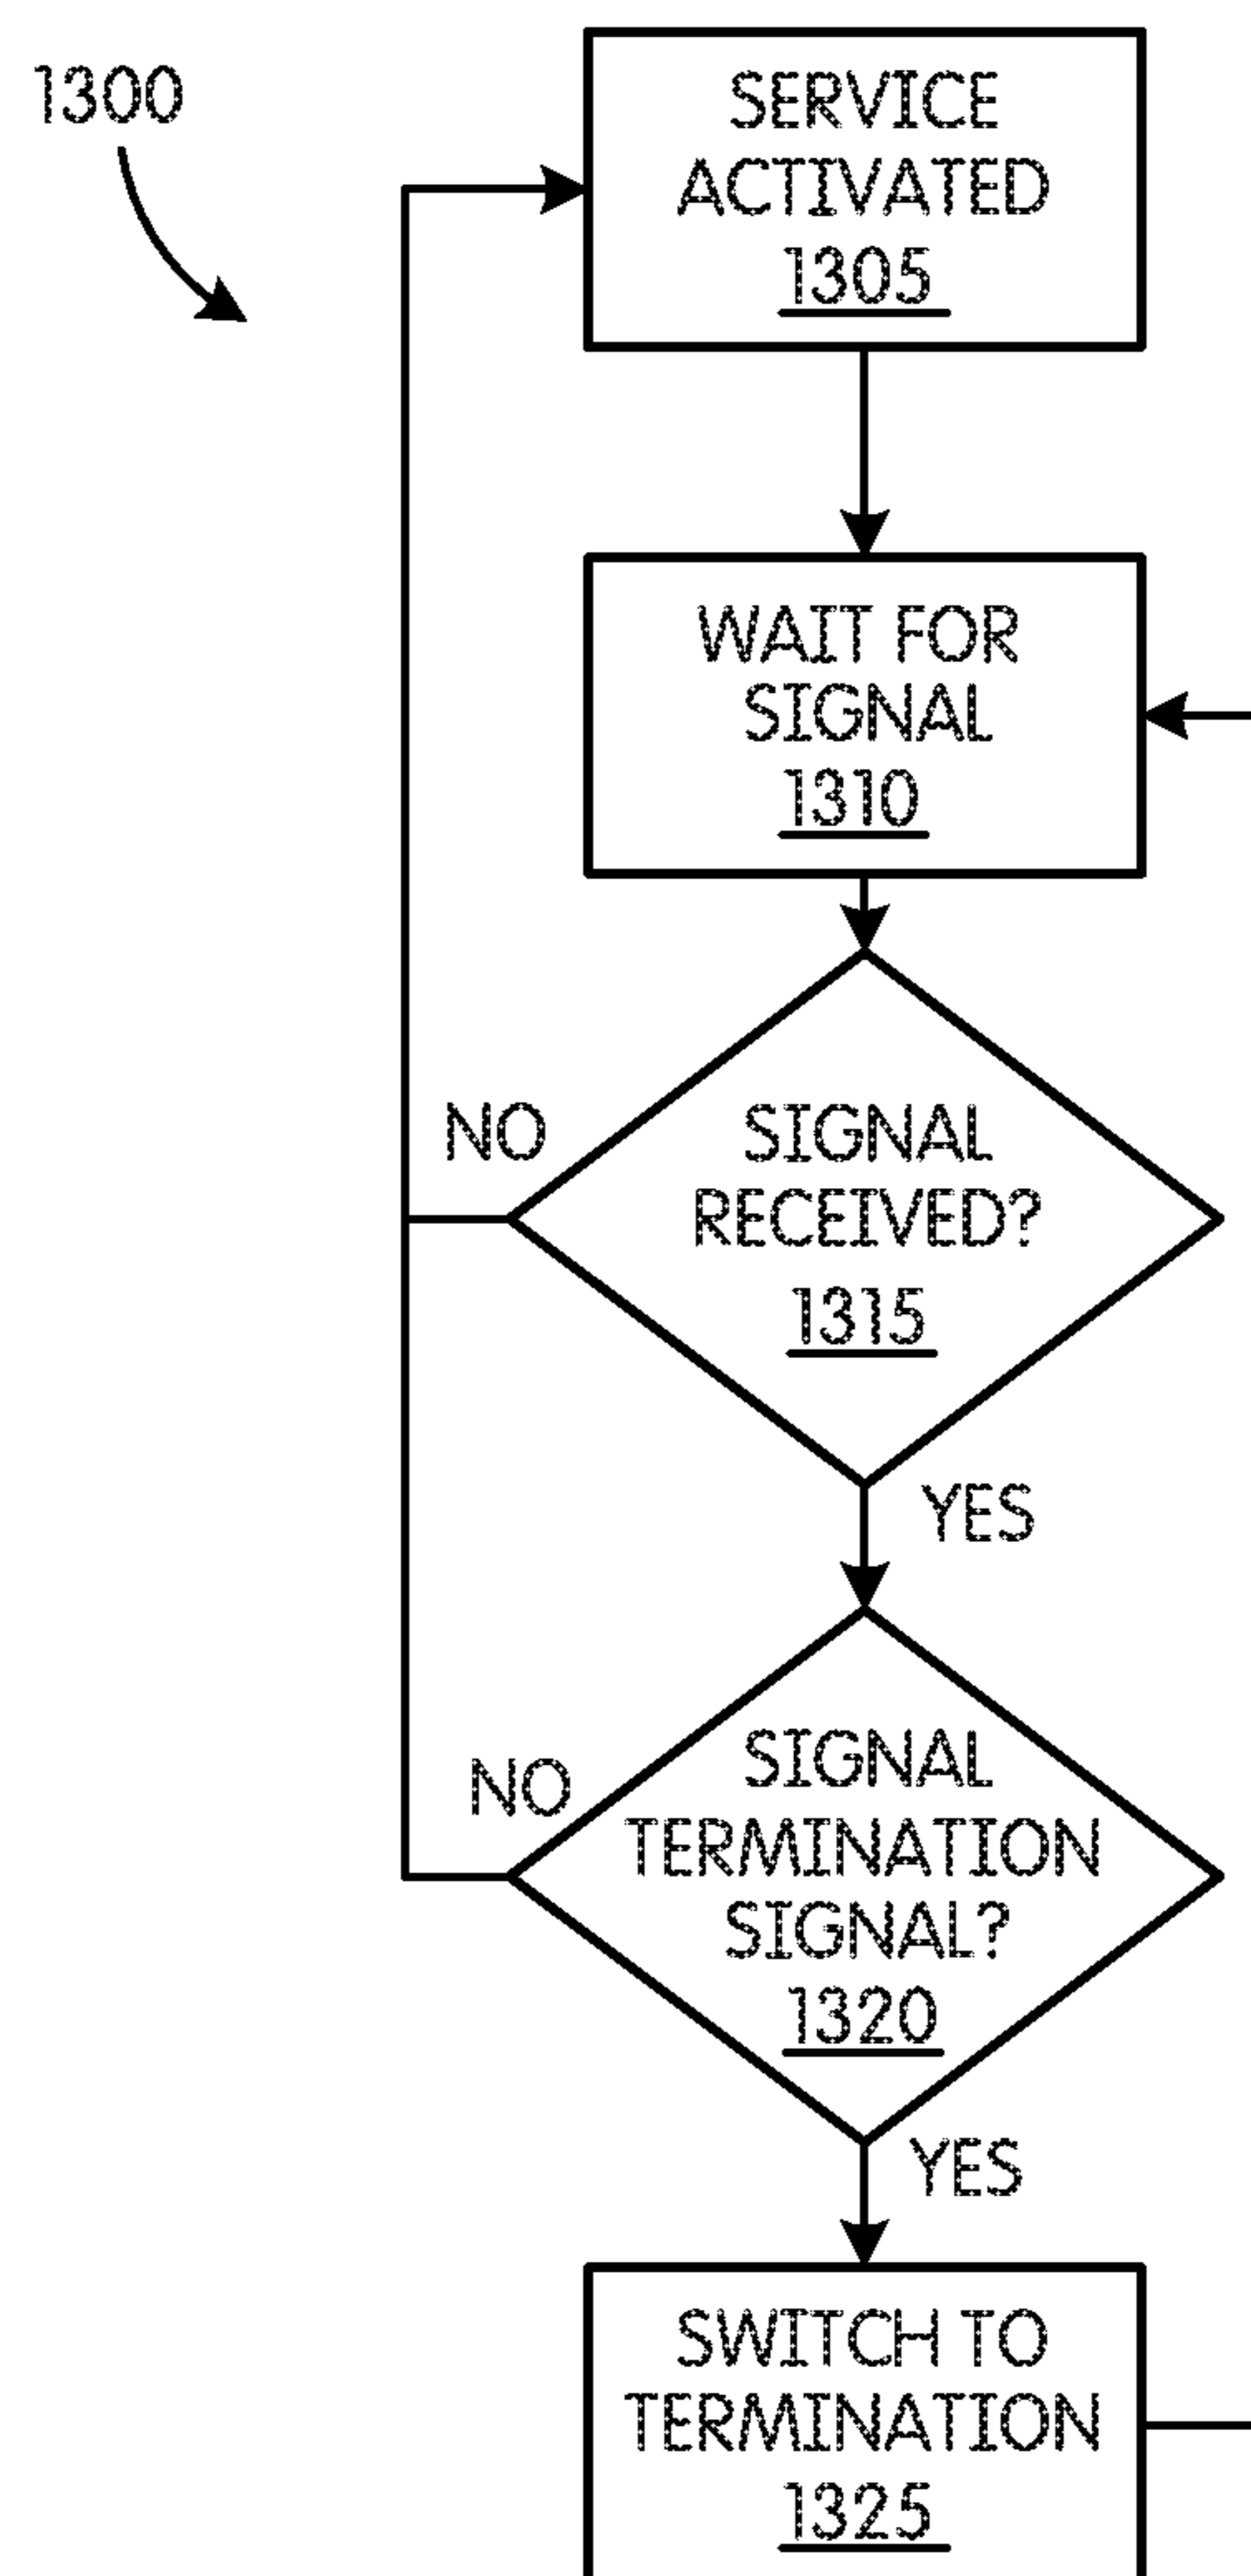 1300
SERVICE
ACTIVATED
1305
WAIT FOR
SIGNAL
1310
NO
SIGNAL
RECEIVED?
1315
YES
NO
SIGNAL
TERMINATION
SIGNAL?
1320
YES
SWITCH TO
TERMINATION
1325